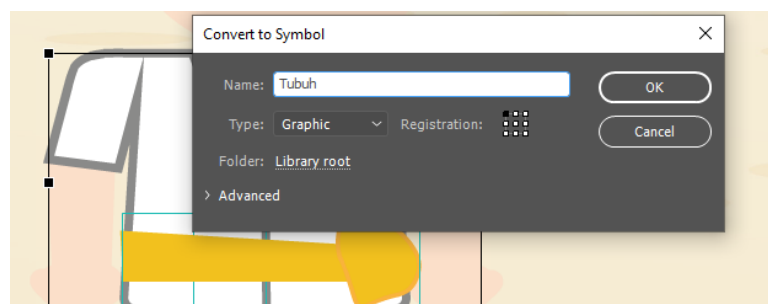 Convert to Symbol
Name: Tubuh
OK
Type: Graphic Registration:
Cancel
Folder: Library root
Advanced